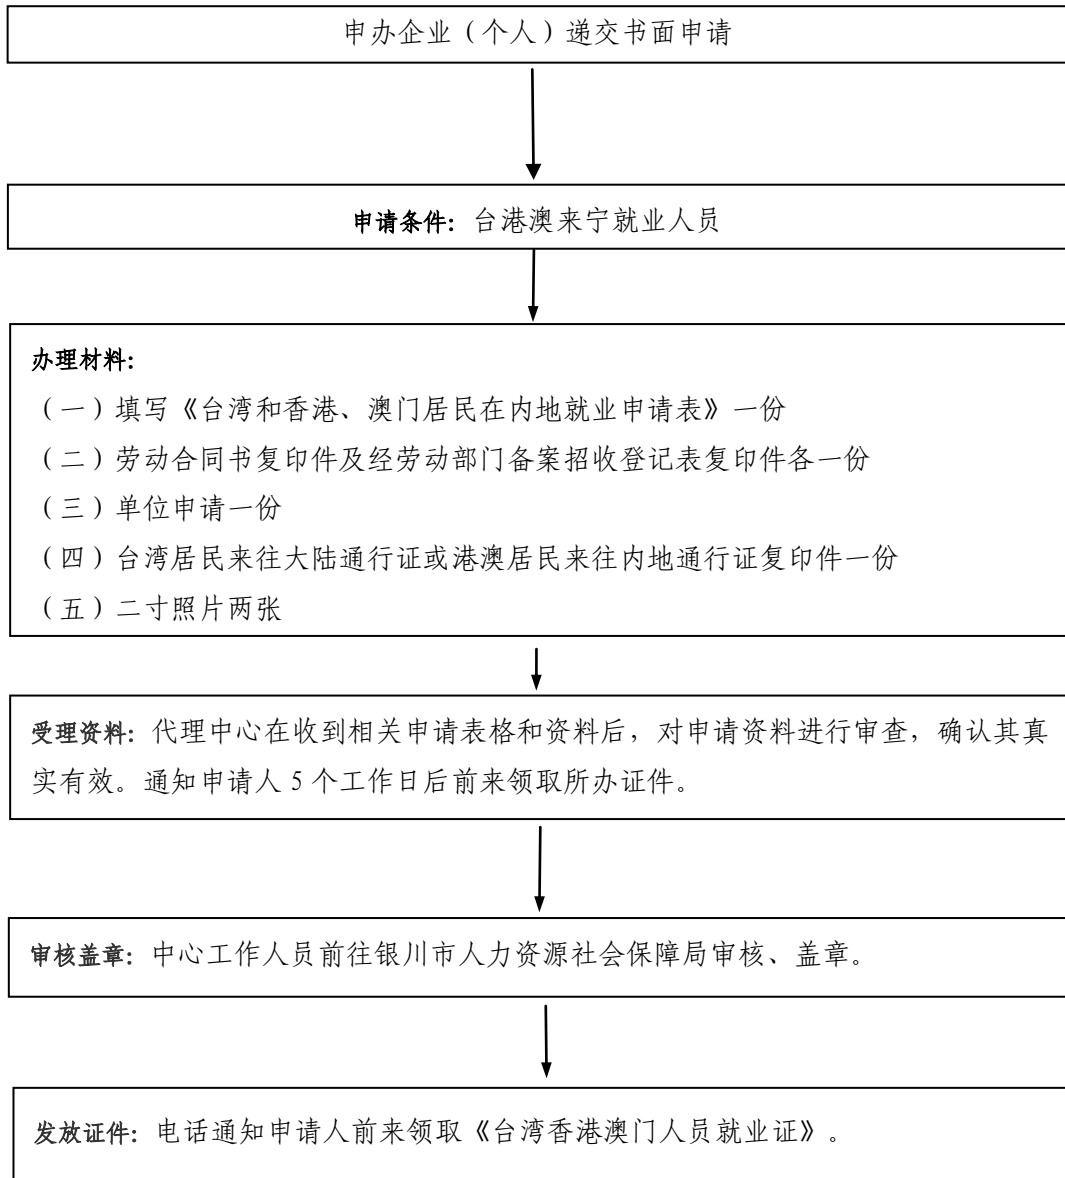 申办企业（个人）递交书面申请
申请条件：台港澳来宁就业人员
办理材料：
（一）填写《台湾和香港、澳门居民在内地就业申请表》一份
（二）劳动合同书复印件及经劳动部门备案招收登记表复印件各一份
（三）单位申请一份
（四）台湾居民来往大陆通行证或港澳居民来往内地通行证复印件一份
（五）二寸照片两张
受理资料：代理中心在收到相关申请表格和资料后，对申请资料进行审查，确认其真
实有效。通知申请人 5 个工作日后前来领取所办证件。
审核盖章：中心工作人员前往银川市人力资源社会保障局审核、盖章。
发放证件：电话通知申请人前来领取《台湾香港澳门人员就业证》。